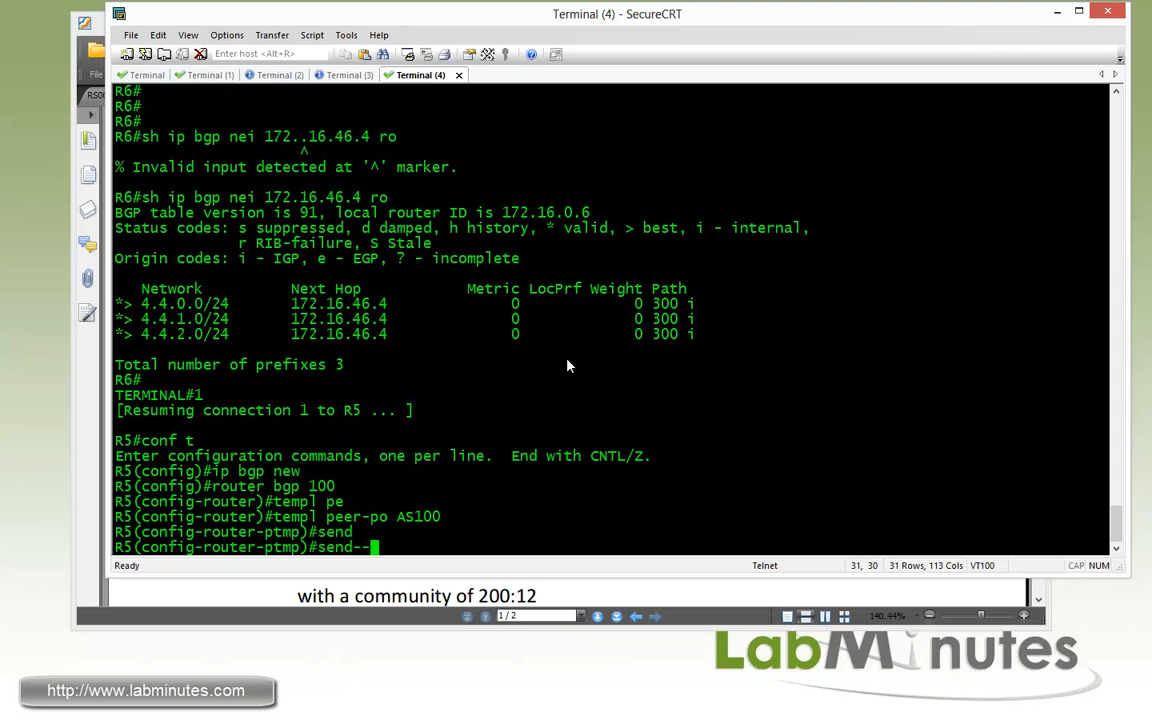 Terminal (4) - SecureCRT
File Edit View Options Transfer Script Tools Help
Enter host <Alt+R>
Terminal Terminal (1) Terminal (2) Terminal (3) Terminal (4)
File
R6#
R6#
R6#
R6#sh ip bgp nei 172..16.46.4 ro
^
% Invalid input detected at '^' marker.
R6#sh ip bgp nei 172.16.46.4 ro
BGP table version is 91, local router ID is 172.16.0.6
Status codes: s suppressed, d damped, h history, * valid, > best, i - internal,
r RIB-failure, S Stale
Origin codes: i - IGP, e - EGP, ? - incomplete
Network Next Hop Metric LocPrf Weight Path
*> 4.4.0.0/24 172.16.46.4 0 0 300 i
*> 4.4.1.0/24 172.16.46.4 0 0 300 i
*> 4.4.2.0/24 172.16.46.4 0 0 300 i
Total number of prefixes 3
R6#
TERMINAL#1
[Resuming connection 1 to R5 ... ]
R5#conf t
Enter configuration commands, one per line. End with CNTL/Z.
R5(config)#ip bgp new
R5(config)#router bgp 100
R5(config-router)#templ pe
R5(config-router)#templ peer-po AS100
R5(config-router-ptmp)#send
R5(config-router-ptmp)#send--
Ready Telnet 31, 30 31 Rows, 113 Cols VT100 CAP NUM
with a community of 200:12
1 / 2 140.44%
LabMinutes
http://www.labminutes.com